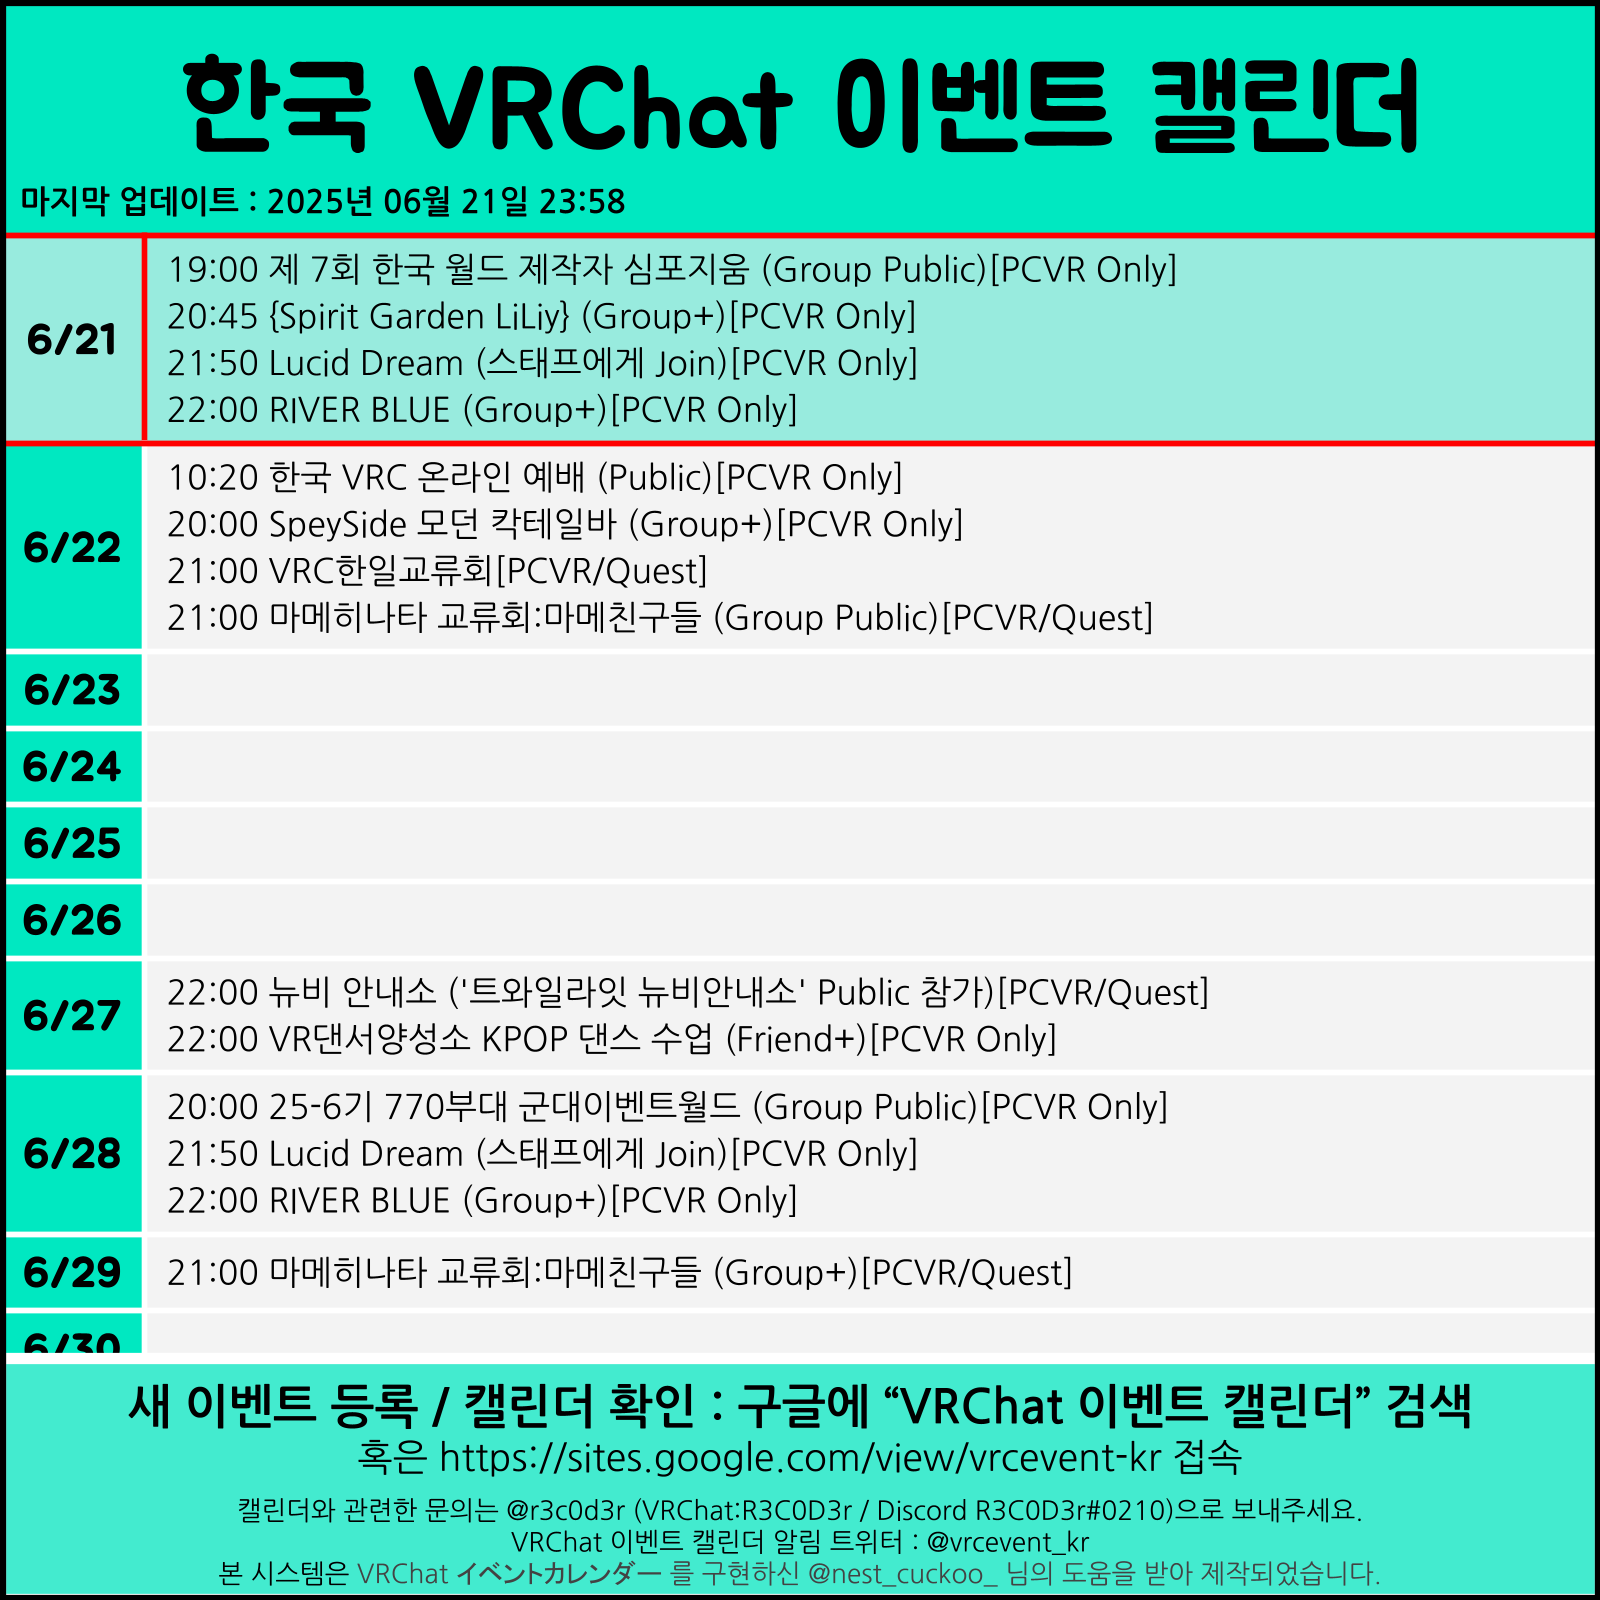 한국 VRChat 이벤트 캘린더
마지막 업데이트 : 2025년 06월 21일 23:58
6/21
19:00 제 7회 한국 월드 제작자 심포지움 (Group Public)[PCVR Only]
20:45 {Spirit Garden LiLiy} (Group+)[PCVR Only]
21:50 Lucid Dream (스태프에게 Join)[PCVR Only]
22:00 RIVER BLUE (Group+)[PCVR Only]
6/22
10:20 한국 VRC 온라인 예배 (Public)[PCVR Only]
20:00 SpeySide 모던 칵테일바 (Group+)[PCVR Only]
21:00 VRC한일교류회[PCVR/Quest]
21:00 마메히나타 교류회:마메친구들 (Group Public)[PCVR/Quest]
6/23
6/24
6/25
6/26
6/27
22:00 뉴비 안내소 ('트와일라잇 뉴비안내소' Public 참가)[PCVR/Quest]
22:00 VR댄서양성소 KPOP 댄스 수업 (Friend+)[PCVR Only]
6/28
20:00 25-6기 770부대 군대이벤트월드 (Group Public)[PCVR Only]
21:50 Lucid Dream (스태프에게 Join)[PCVR Only]
22:00 RIVER BLUE (Group+)[PCVR Only]
6/29
21:00 마메히나타 교류회:마메친구들 (Group+)[PCVR/Quest]
6/30
새 이벤트 등록 / 캘린더 확인 : 구글에 “VRChat 이벤트 캘린더” 검색
혹은 https://sites.google.com/view/vrcevent-kr 접속
캘린더와 관련한 문의는 @r3c0d3r (VRChat:R3C0D3r / Discord R3C0D3r#0210)으로 보내주세요.
VRChat 이벤트 캘린더 알림 트위터 : @vrcevent_kr
본 시스템은 VRChat イベントカレンダー 를 구현하신 @nest_cuckoo_ 님의 도움을 받아 제작되었습니다.